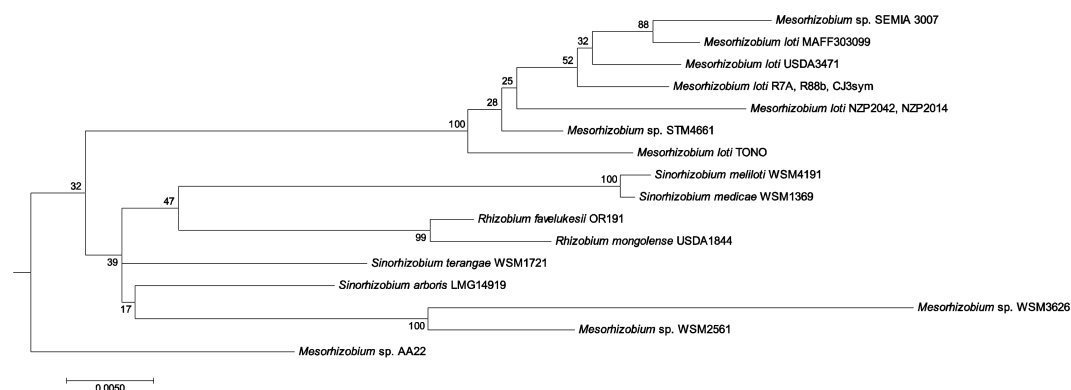 88
Mesorhizobium sp. SEMIA 3007
32
Mesorhizobium loti MAFF303099
52
Mesorhizobium loti USDA3471
25
Mesorhizobium loti R7A, R88b, CJ3sym
28
Mesorhizobium loti NZP2042, NZP2014
100
Mesorhizobium sp. STM4661
Mesorhizobium loti TONO
32
100
Sinorhizobium meliloti WSM4191
47
Sinorhizobium medicae WSM1369
Rhizobium favelukesii OR191
99
Rhizobium mongolense USDA1844
39
Sinorhizobium terangae WSM1721
Sinorhizobium arboris LMG14919
17
Mesorhizobium sp. WSM3626
100
Mesorhizobium sp. WSM2561
Mesorhizobium sp. AA22
0.0050